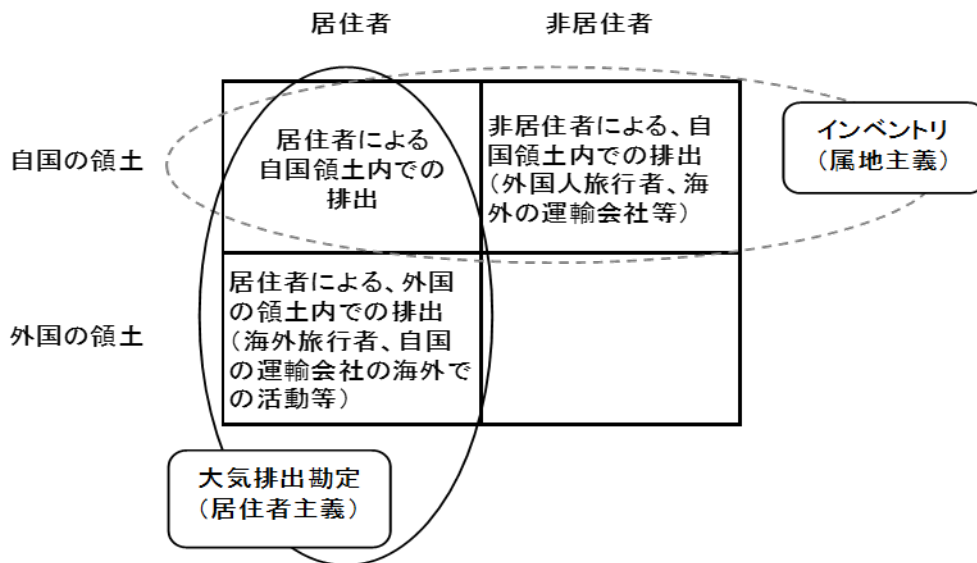 居住者
非居住者
自国の領土
居住者による
自国領土内での
排出
非居住者による、自
国領土内での排出
（外国人旅行者、海
外の運輸会社等）
インベントリ
（属地主義）
外国の領土
居住者による、外国
の領土内での排出
（海外旅行者、自国
の運輸会社の海外で
の活動等）
大気排出勘定
（居住者主義）